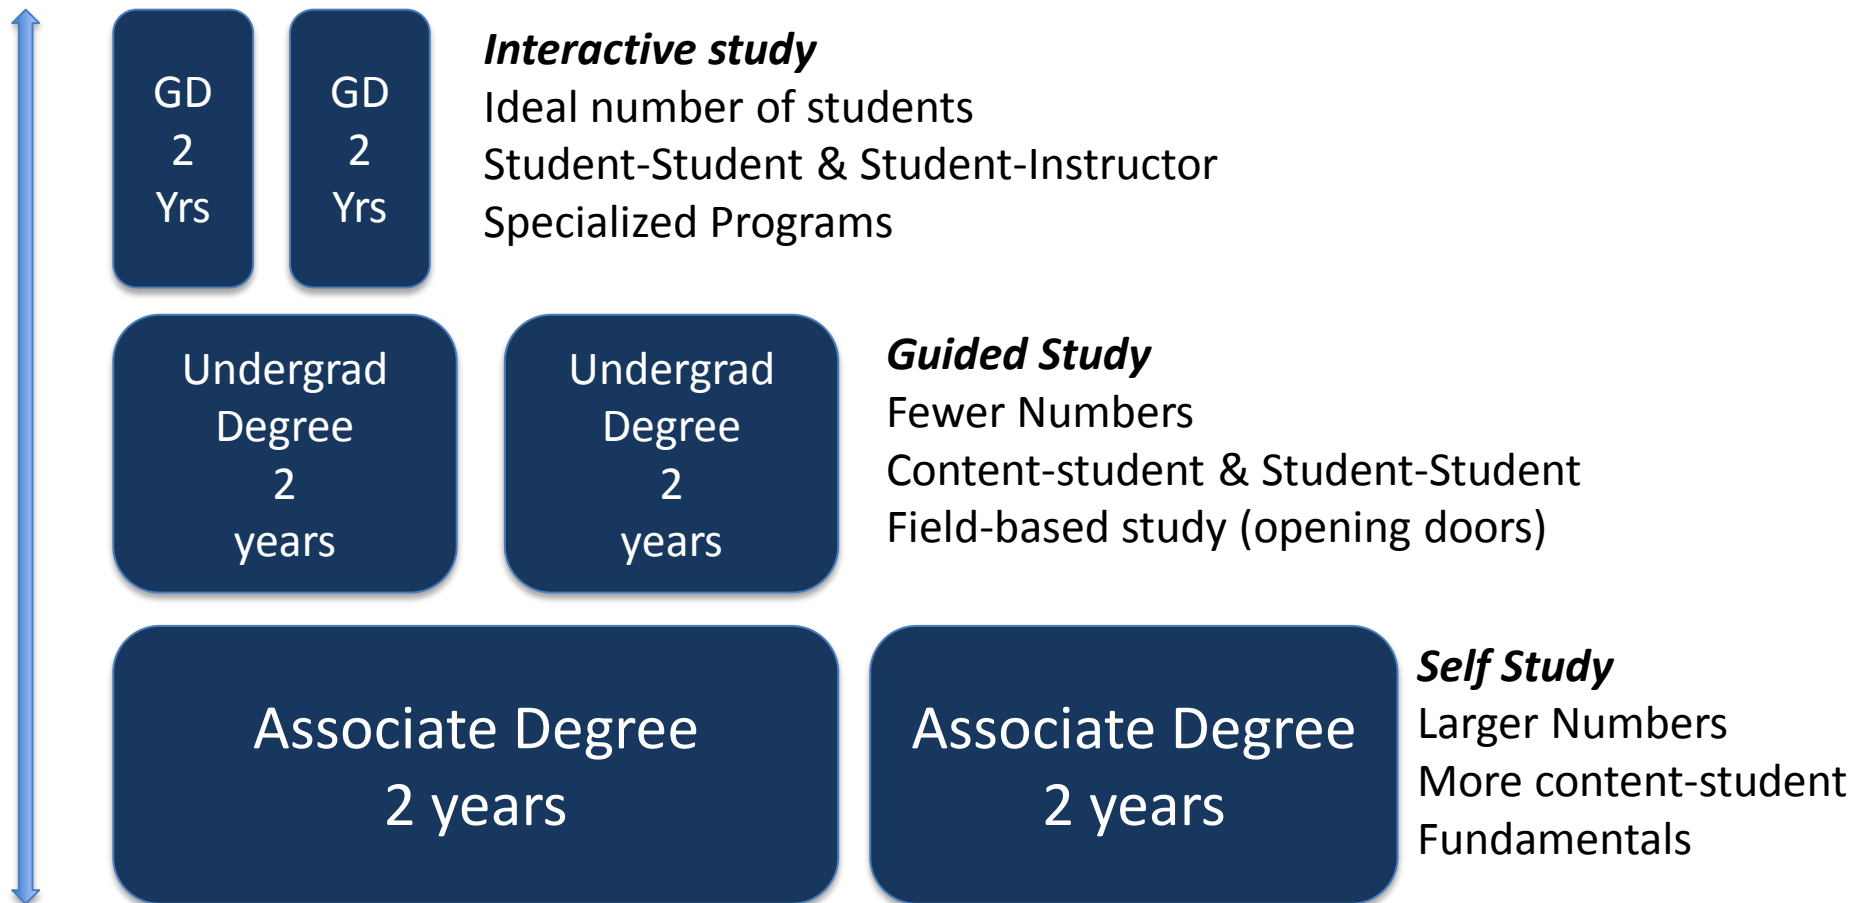 GD
2
Yrs
GD
2
Yrs
Interactive study
Ideal number of students
Student-Student & Student-Instructor
Specialized Programs
Undergrad
Degree
2
years
Undergrad
Degree
2
years
Guided Study
Fewer Numbers
Content-student & Student-Student
Field-based study (opening doors)
Associate Degree
2 years
Associate Degree
2 years
Self Study
Larger Numbers
More content-student
Fundamentals